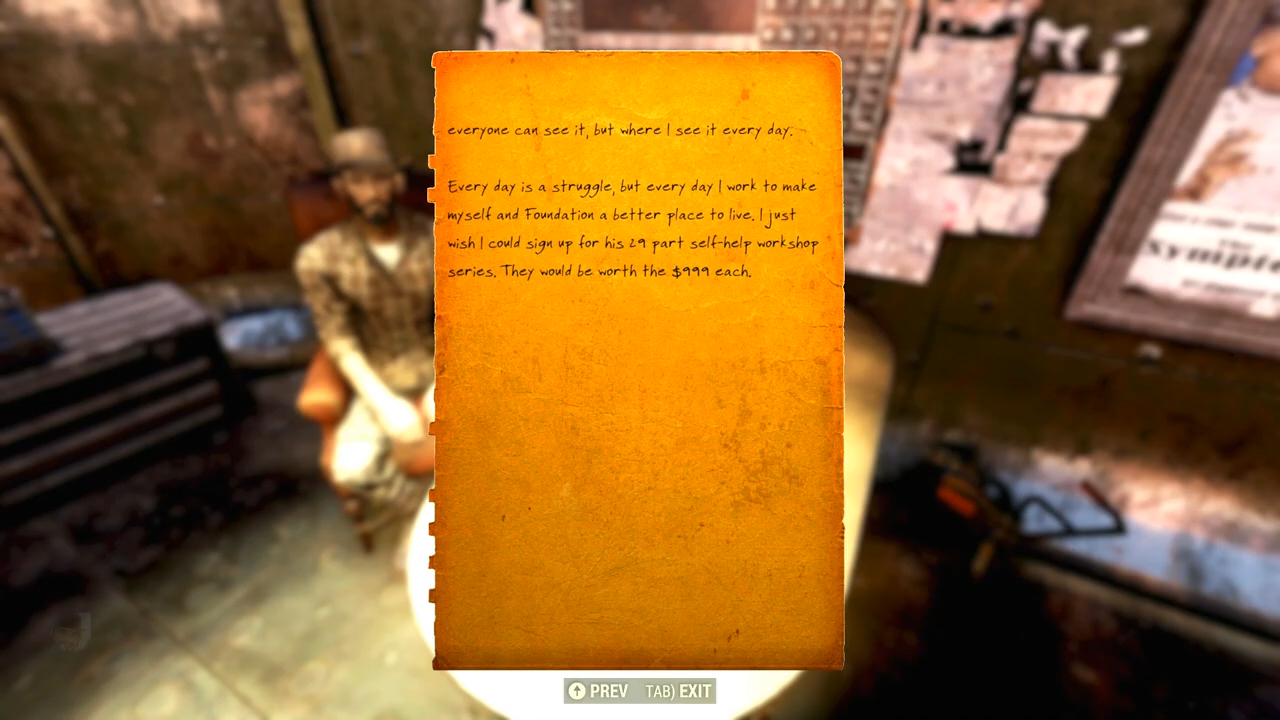 everyone can see it, but where I see it every day.
Every day is a struggle, but every day I work to make
myself and Foundation a better place to live. I just
wish I could sign up for his 29 part self-help workshop
series. They would be worth the $999 each.
PREV TAB) EXIT